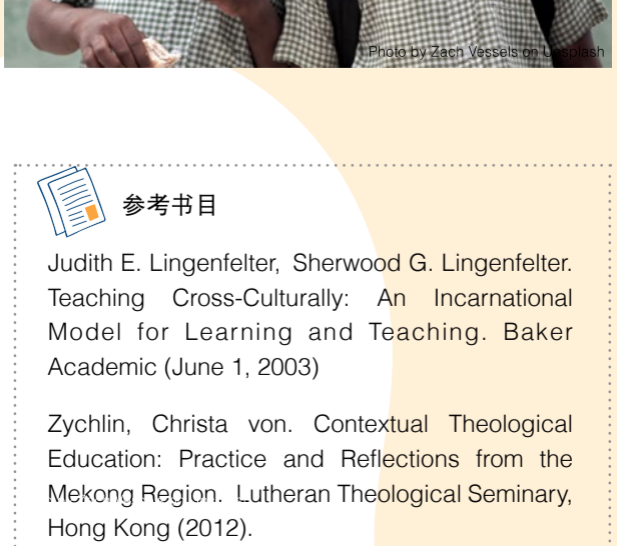 Photo by Zach Vessels on Unsplash
参考书目
Judith E. Lingenfelter, Sherwood G. Lingenfelter.
Teaching Cross-Culturally: An Incarnational
Model for Learning and Teaching. Baker
Academic (June 1, 2003)
Zychlin, Christa von. Contextual Theological
Education: Practice and Reflections from the
Mekong Region. Lutheran Theological Seminary,
Hong Kong (2012).